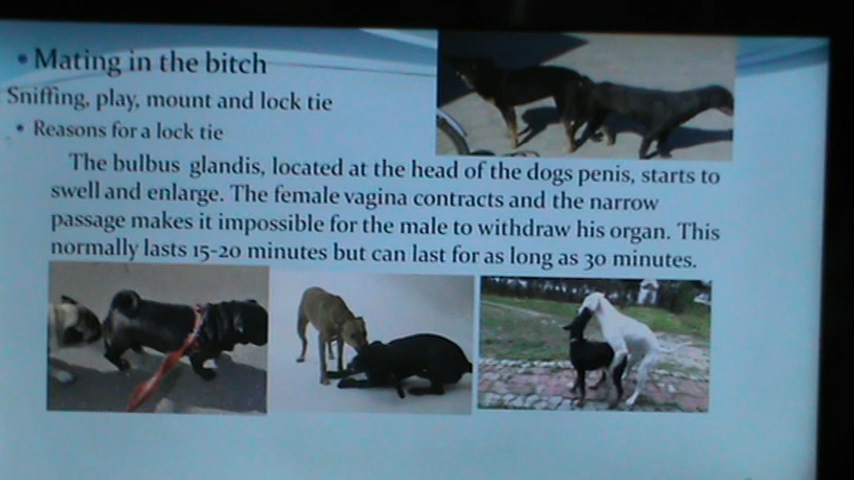 • Mating in the bitch
Sniffing, play, mount and lock tie
• Reasons for a lock tie
The bulbus glandis, located at the head of the dogs penis, starts to
swell and enlarge. The female vagina contracts and the narrow
passage makes it impossible for the male to withdraw his organ. This
normally lasts 15-20 minutes but can last for as long as 30 minutes.